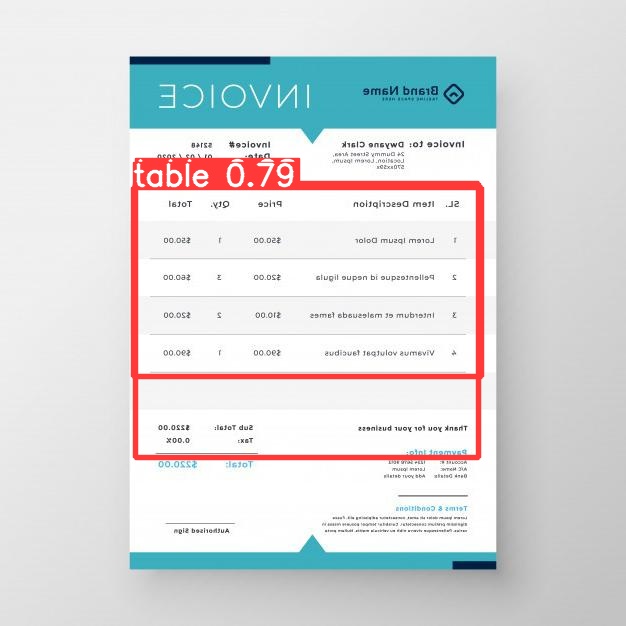 Brand Name
TAGLINE SPACE HERE
INVOICE
Invoice to: Dwyane Clark
24 Dummy Street Area,
Location, Lorem Ipsum,
570xx59x
Invoice# 52148
Date: 01 / 02 / 2020
table 0.79
SL. Item Description Price Qty. Total
1 Lorem Ipsum Dolor $50.00 1 $50.00
2 Pellentesque id neque ligula $20.00 3 $60.00
3 Interdum et malesuada fames $10.00 2 $20.00
4 Vivamus volutpat faucibus $90.00 1 $90.00
Thank you for your business
Sub Total: $220.00
Tax: 0.00%
Payment Info:
Total: $220.00
Account #: 1234 5678 9012
A/C Name: Lorem Ipsum
Bank Details: Add your details
Terms & Conditions
Lorem ipsum dolor sit amet, consectetur adipiscing elit. Fusce
dignissim pretium consectetur. Curabitur tempor posuere massa in
varius. Pellentesque viverra nibh eu
Authorised Sign